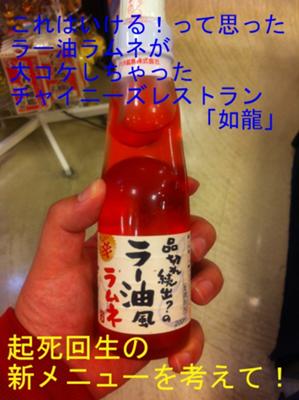 これはいける！って思った
ラー油ラムネが
大コケしちゃった
チャイニーズレストラン
「如龍」
品切れ続出？の
ラー油風
ラムネ
辛
200ml
起死回生の
新メニューを考えて！